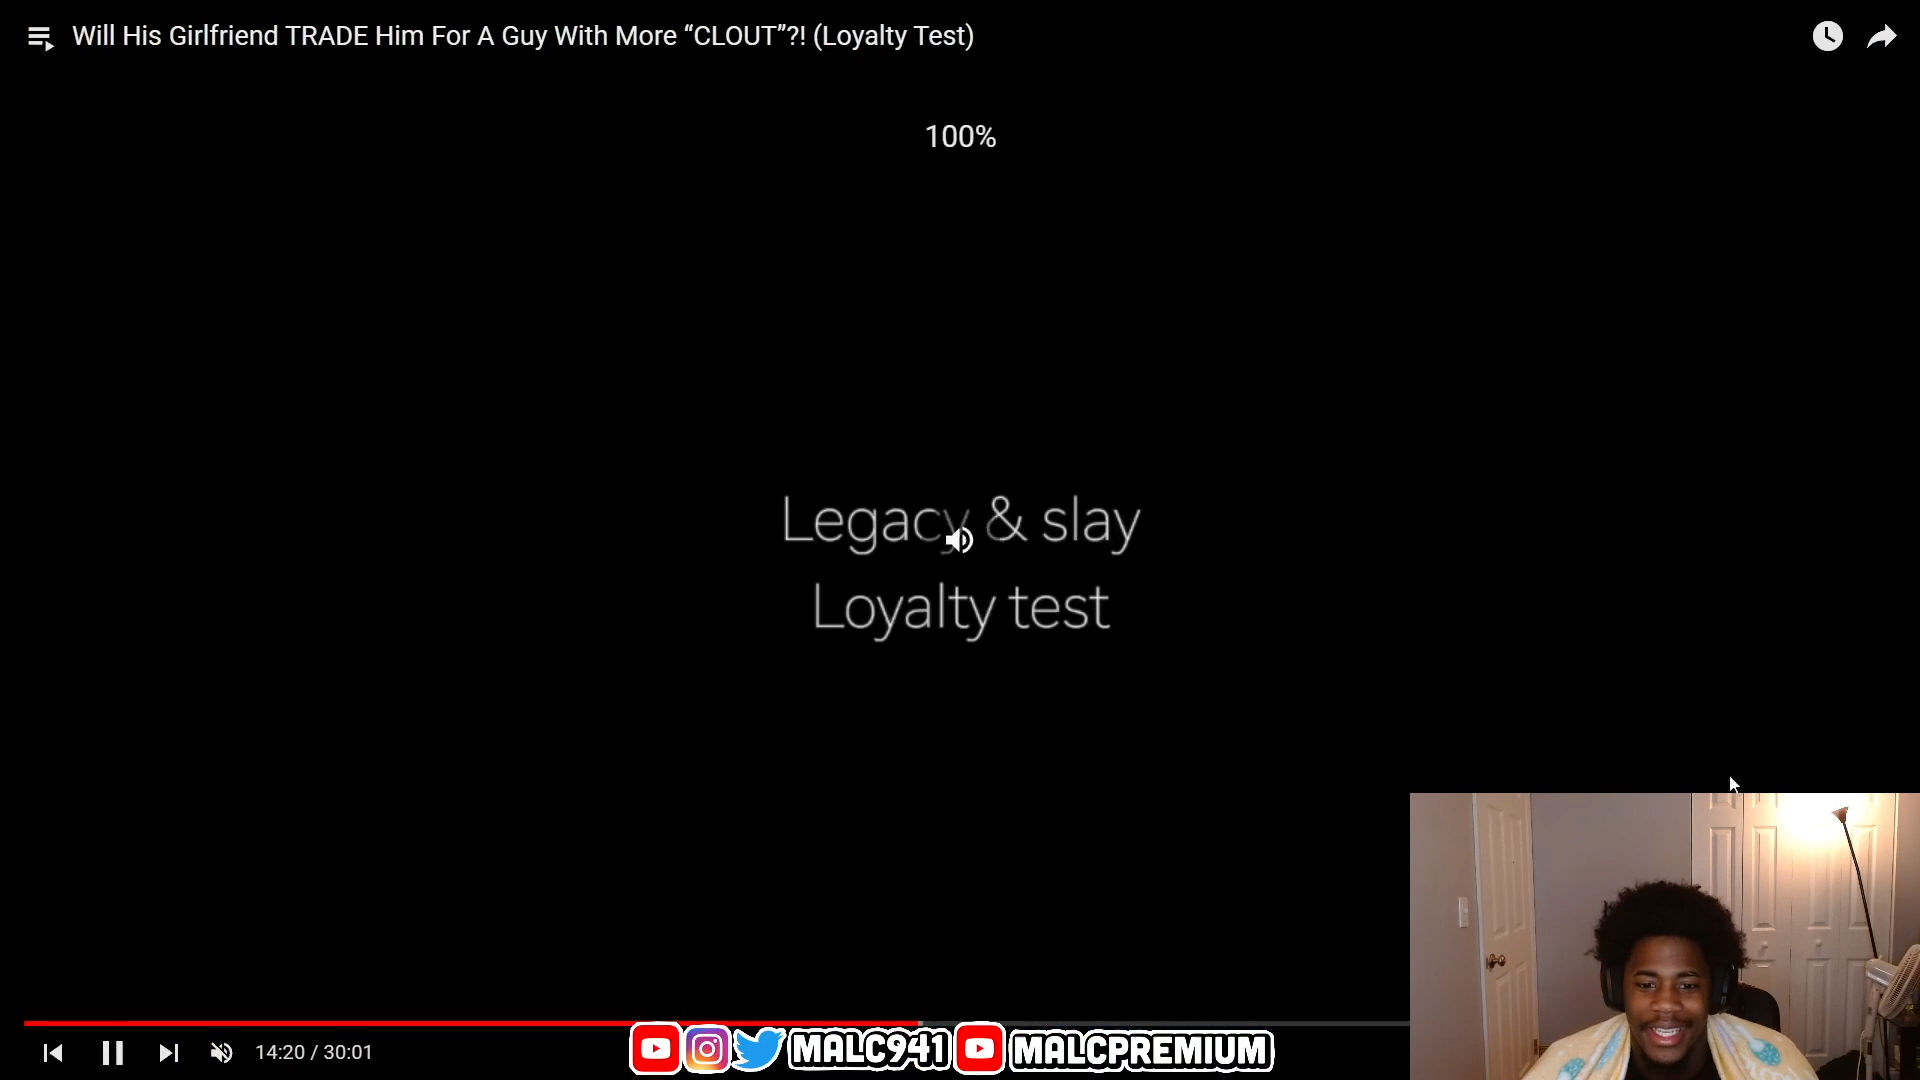 Will His Girlfriend TRADE Him For A Guy With More “CLOUT”?! (Loyalty Test)
100%
Legacy & slay
Loyalty test
14:20 / 30:01
MALC941 MALCPREMIUM